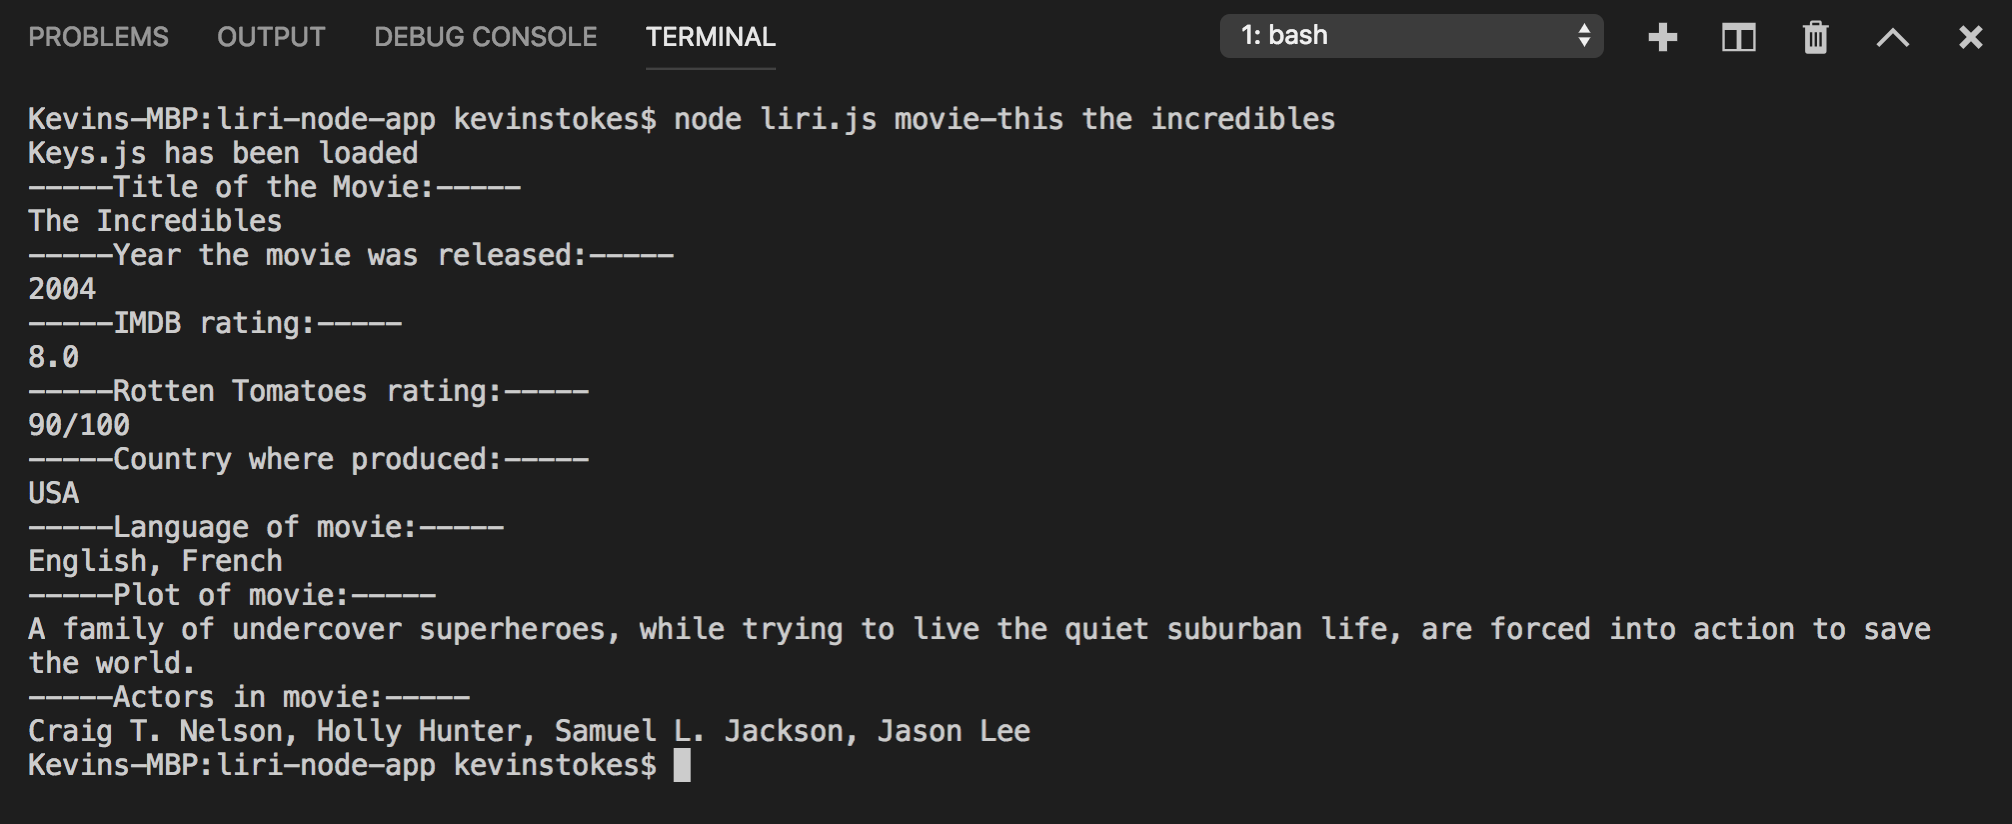 PROBLEMS OUTPUT DEBUG CONSOLE TERMINAL 1: bash
Kevins-MBP:liri-node-app kevinstokes$ node liri.js movie-this the incredibles
Keys.js has been loaded
-----Title of the Movie:-----
The Incredibles
-----Year the movie was released:-----
2004
-----IMDB rating:-----
8.0
-----Rotten Tomatoes rating:-----
90/100
-----Country where produced:-----
USA
-----Language of movie:-----
English, French
-----Plot of movie:-----
A family of undercover superheroes, while trying to live the quiet suburban life, are forced into action to save
the world.
-----Actors in movie:-----
Craig T. Nelson, Holly Hunter, Samuel L. Jackson, Jason Lee
Kevins-MBP:liri-node-app kevinstokes$